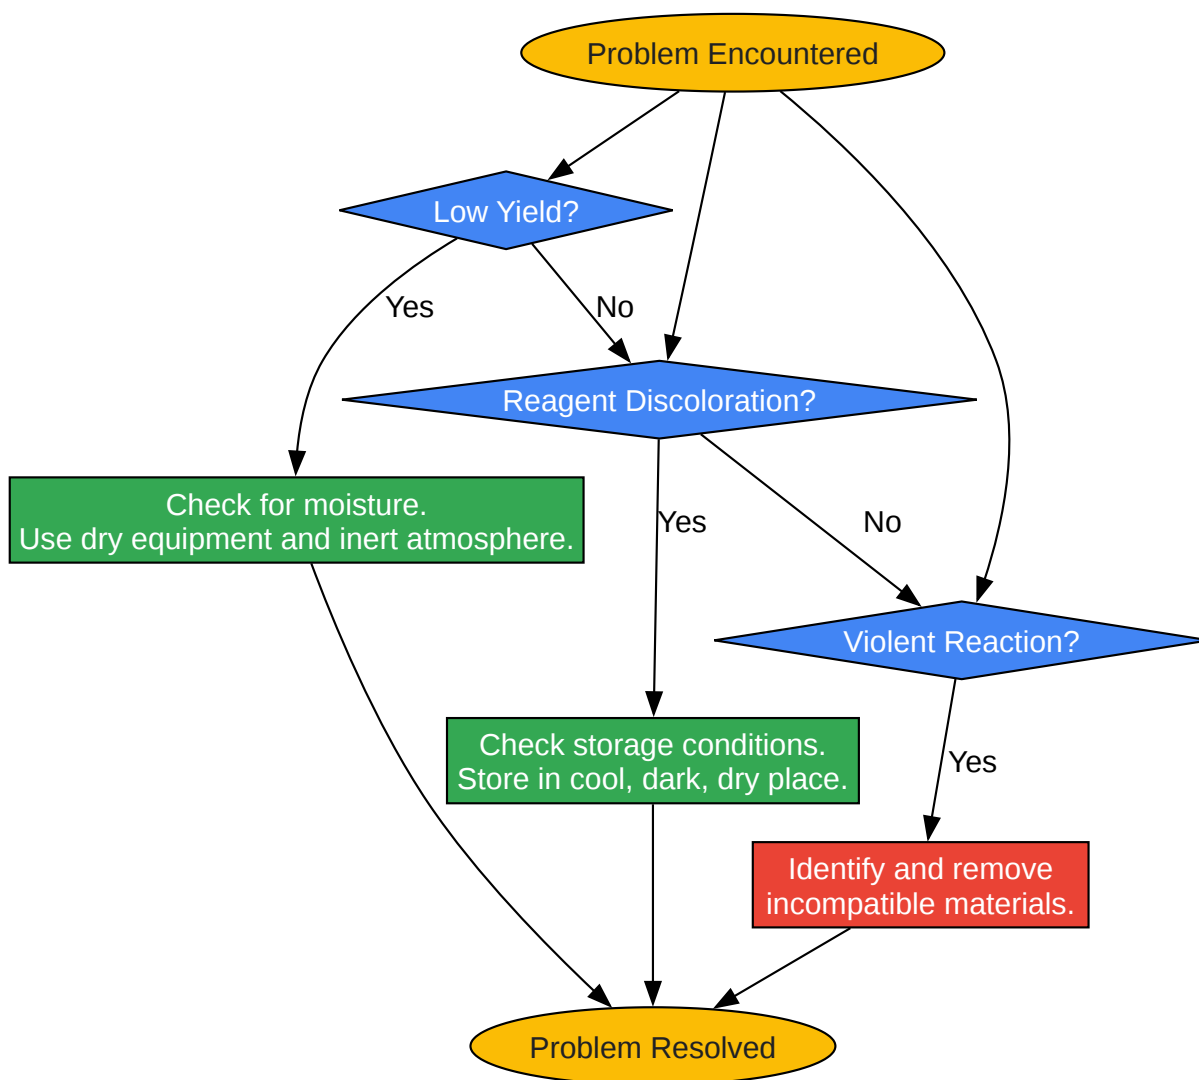 Problem Encountered
Low Yield?
Yes
No
Reagent Discoloration?
Check for moisture.
Use dry equipment and inert atmosphere.
Yes
No
Violent Reaction?
Check storage conditions.
Store in cool, dark, dry place.
Yes
Identify and remove
incompatible materials.
Problem Resolved